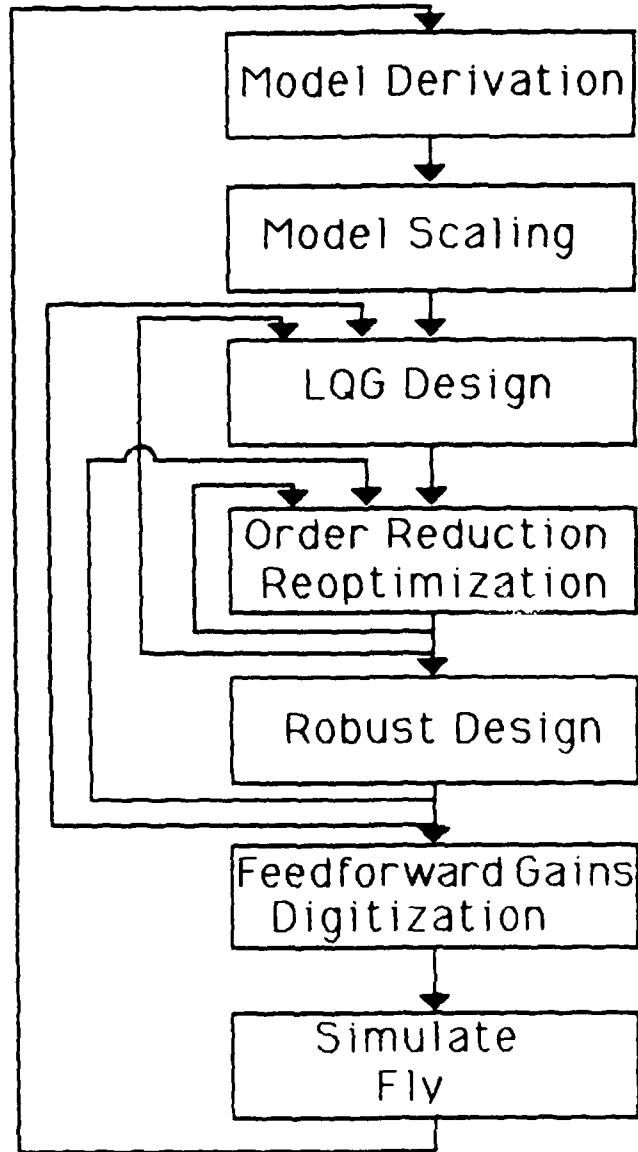 Model Derivation
Model Scaling
LQG Design
Order Reduction
Reoptimization
Robust Design
Feedforward Gains
Digitization
Simulate
Fly